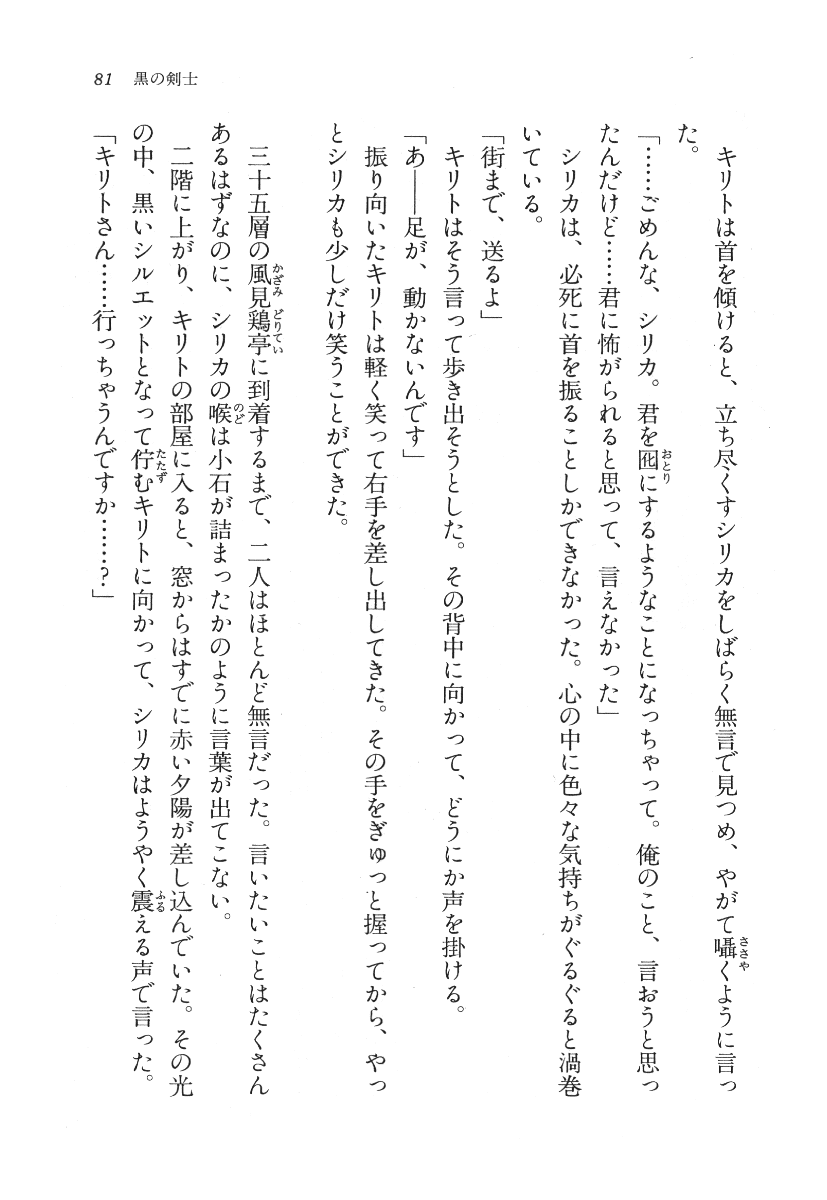 81 黒の剣士
キリトは首を傾けると、立ち尽くすシリカをしばらく無言で見つめ、やがて囁くように言っ
た。
「……ごめんな、シリカ。君を囮にするようなことになっちゃって。俺のこと、言おうと思っ
たんだけど……君に怖がられると思って、言えなかった」
シリカは、必死に首を振ることしかできなかった。心の中に色々な気持ちがぐるぐると渦巻
いている。
「街まで、送るよ」
キリトはそう言って歩き出そうとした。その背中に向かって、どうにか声を掛ける。
「あ――足が、動かないんです」
振り向いたキリトは軽く笑って右手を差し出してきた。その手をぎゅっと握ってから、やっ
とシリカも少しだけ笑うことができた。
三十五層の風見鶏亭に到着するまで、二人はほとんど無言だった。言いたいことはたくさん
あるはずなのに、シリカの喉は小石が詰まったかのように言葉が出てこない。
二階に上がり、キリトの部屋に入ると、窓からはすでに赤い夕陽が差し込んでいた。その光
の中、黒いシルエットとなって佇むキリトに向かって、シリカはようやく震える声で言った。
「キリトさん……行っちゃうんですか……?」